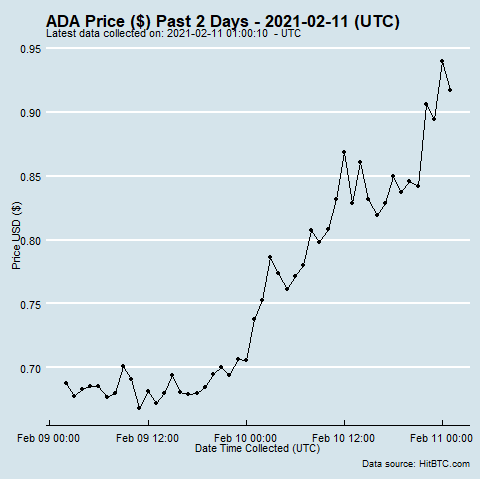 ADA Price ($) Past 2 Days - 2021-02-11 (UTC)
Latest data collected on: 2021-02-11 01:00:10 - UTC
0.95
0.90
0.85
0.80
0.75
0.70
Price USD ($)
Feb 09 00:00 Feb 09 12:00 Feb 10 00:00 Feb 10 12:00 Feb 11 00:00
Date Time Collected (UTC)
Data source: HitBTC.com